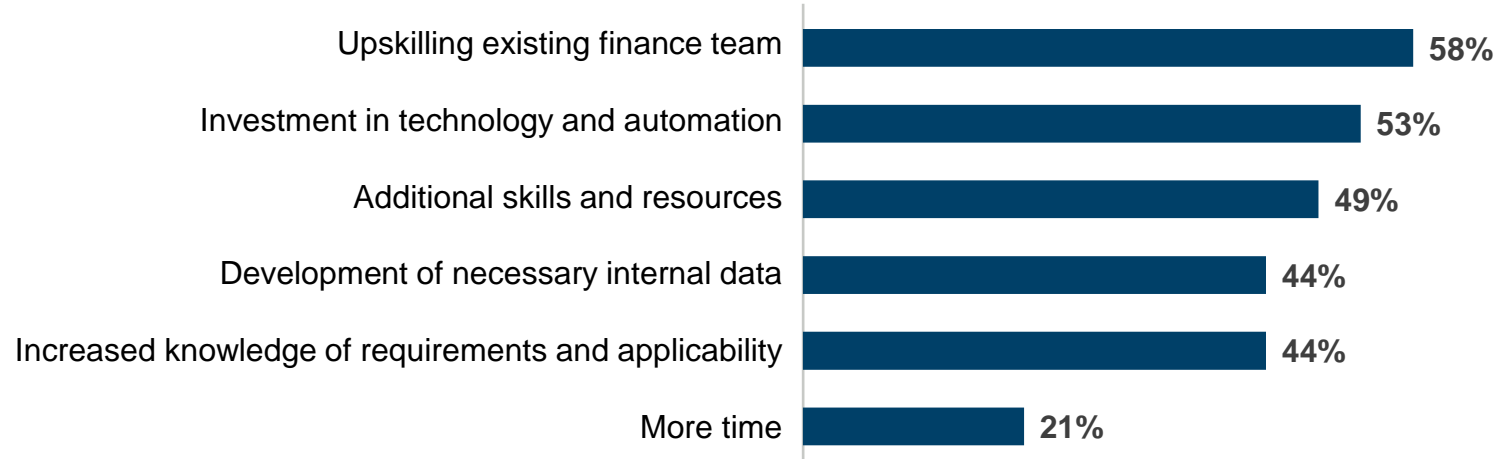 Upskilling existing finance team 58%
Investment in technology and automation 53%
Additional skills and resources 49%
Development of necessary internal data 44%
Increased knowledge of requirements and applicability 44%
More time 21%